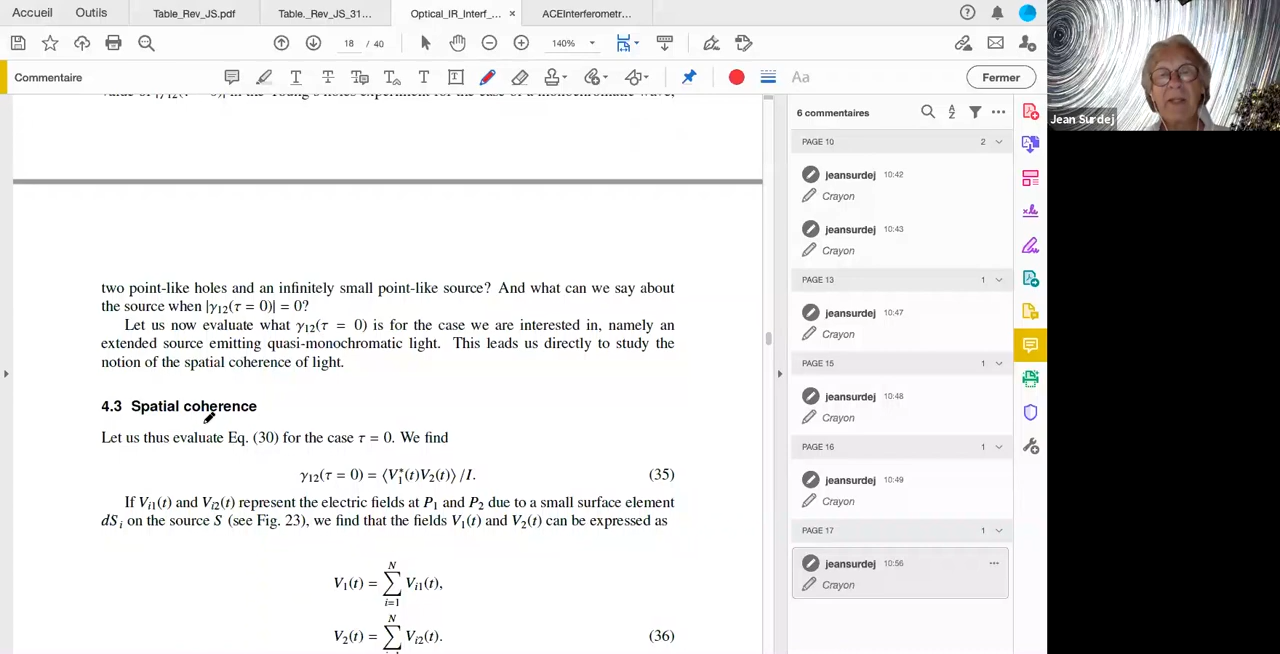 Accueil Outils Table_Rev_JS.pdf Table._Rev_JS_31... Optical_IR_Interf_... × ACEInterferometr...
18 / 40 140%
Commentaire Aa Fermer
two point-like holes and an infinitely small point-like source? And what can we say about
the source when |γ12(τ = 0)| = 0?
Let us now evaluate what γ12(τ = 0) is for the case we are interested in, namely an
extended source emitting quasi-monochromatic light. This leads us directly to study the
notion of the spatial coherence of light.
4.3 Spatial coherence
Let us thus evaluate Eq. (30) for the case τ = 0. We find
γ12(τ = 0) = ⟨V1*(t)V2(t)⟩ /I. (35)
If Vi1(t) and Vi2(t) represent the electric fields at P1 and P2 due to a small surface element
dSi on the source S (see Fig. 23), we find that the fields V1(t) and V2(t) can be expressed as
N
V1(t) = ∑ Vi1(t),
i=1
N
V2(t) = ∑ Vi2(t). (36)
6 commentaires
PAGE 10 2
jeansurdej 10:42
Crayon
jeansurdej 10:43
Crayon
PAGE 13 1
jeansurdej 10:47
Crayon
PAGE 15 1
jeansurdej 10:48
Crayon
PAGE 16 1
jeansurdej 10:49
Crayon
PAGE 17 1
jeansurdej 10:56
Crayon
Jean Surdej